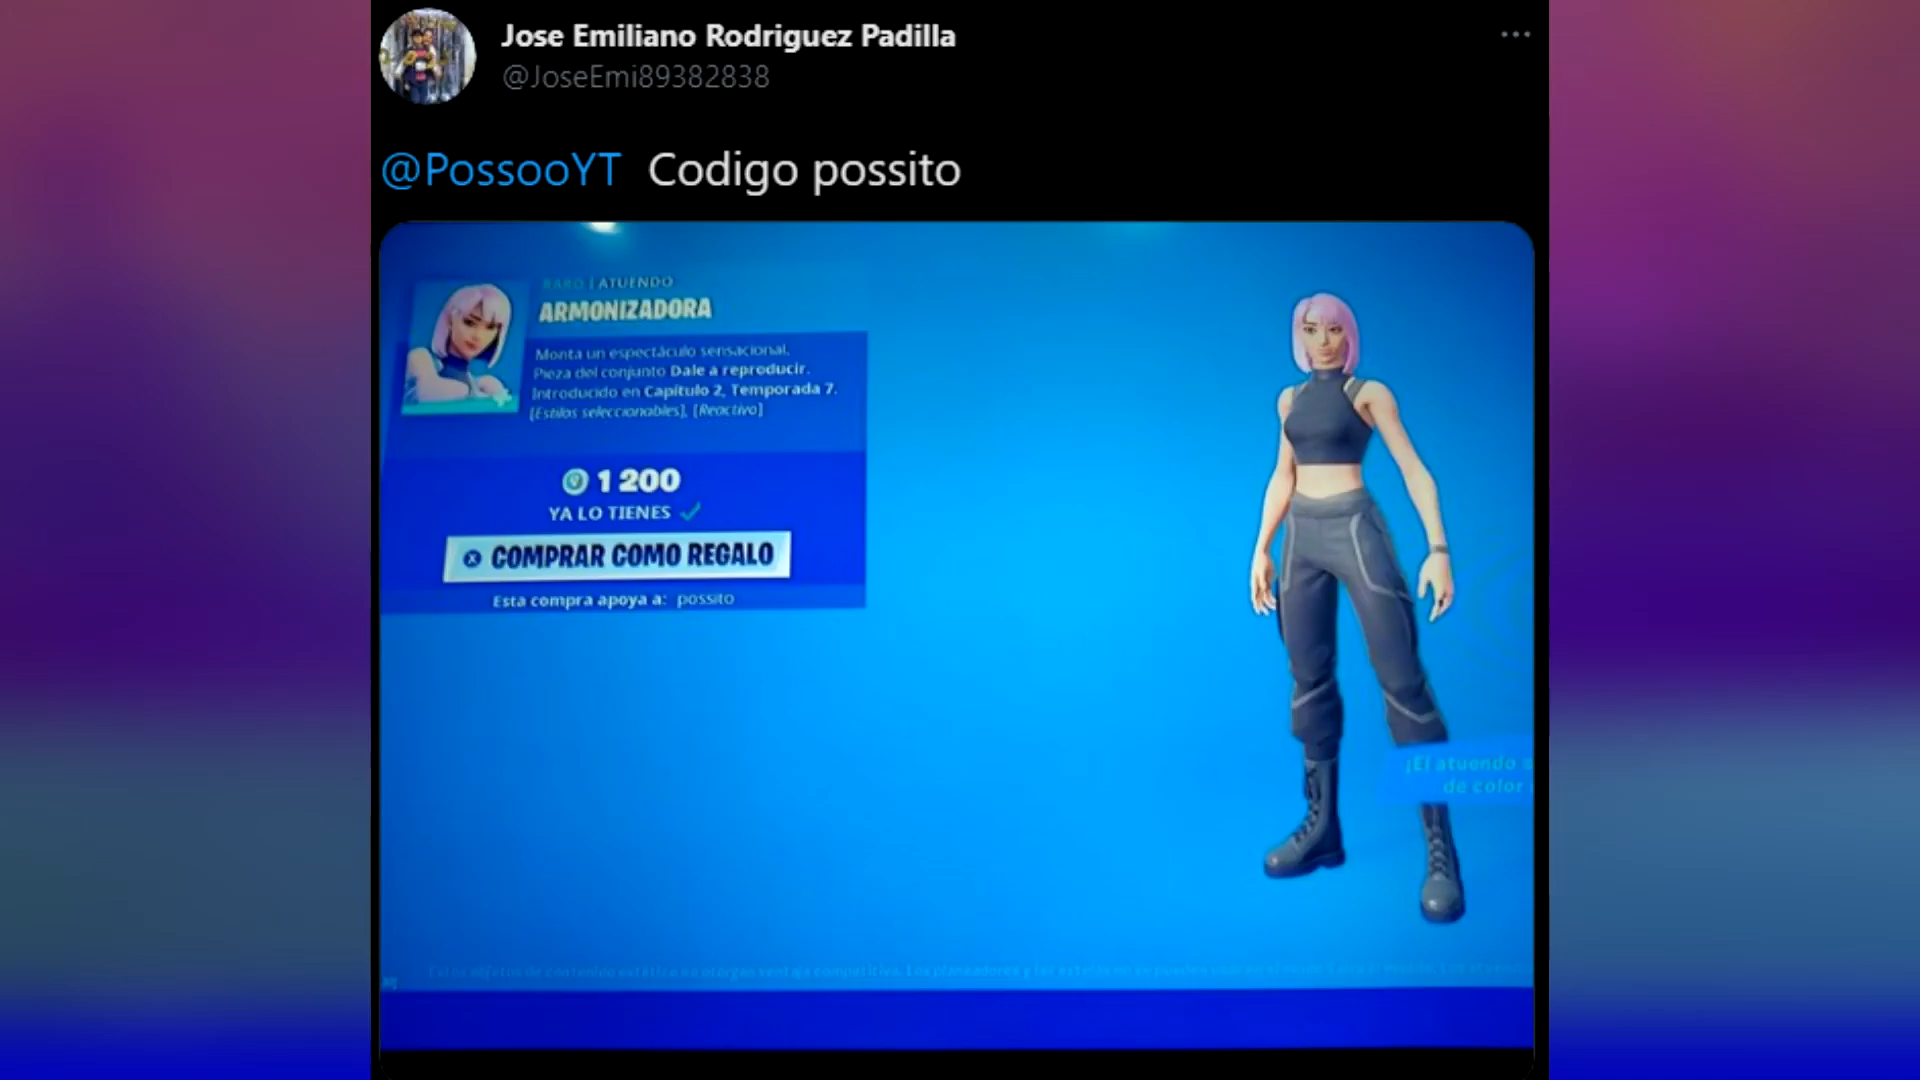 Jose Emiliano Rodriguez Padilla
@JoseEmi89382838
@PossooYT Codigo possito
RARO | ATUENDO
ARMONIZADORA
Monta un espectáculo sensacional.
Pieza del conjunto Dale a reproducir.
Introducido en Capítulo 2, Temporada 7.
[Estilos seleccionables], [Reactivo]
1 200
YA LO TIENES
COMPRAR COMO REGALO
Esta compra apoya a: possito
¡El atuendo
de color